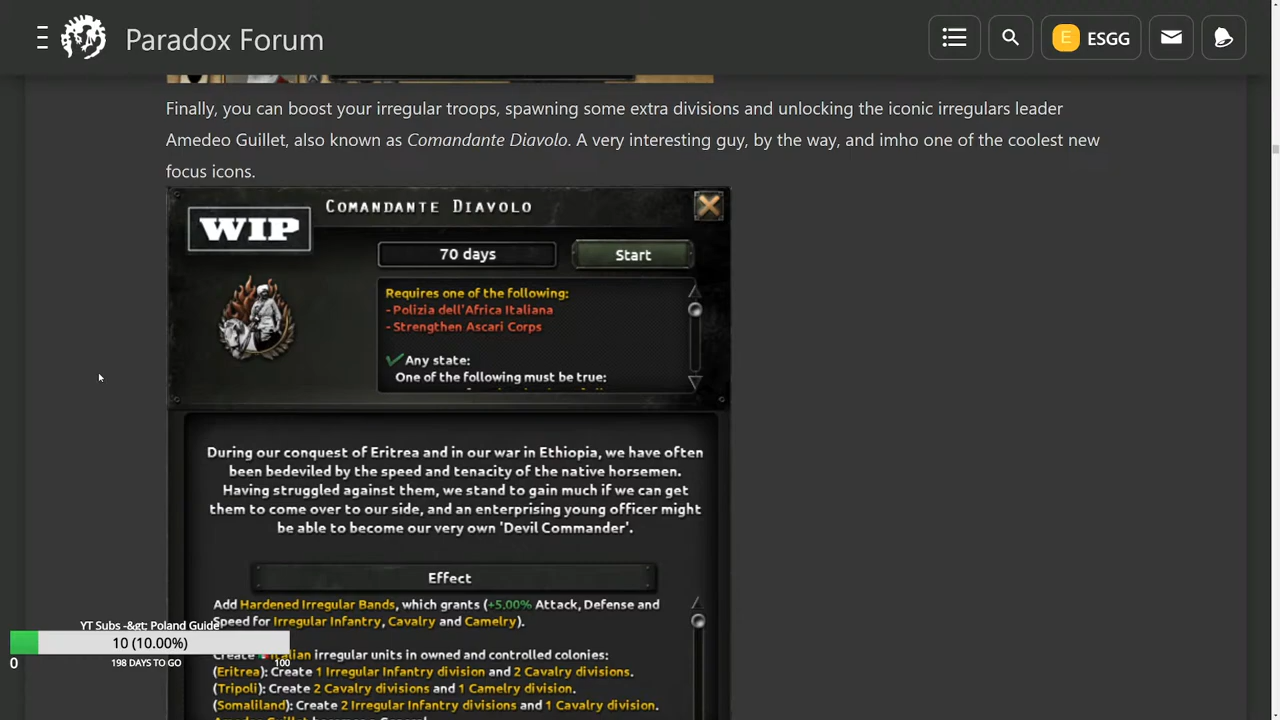 Paradox Forum
E ESGG
Finally, you can boost your irregular troops, spawning some extra divisions and unlocking the iconic irregulars leader
Amedeo Guillet, also known as Comandante Diavolo. A very interesting guy, by the way, and imho one of the coolest new
focus icons.
WIP
Comandante Diavolo
70 days
Start
Requires one of the following:
- Polizia dell'Africa Italiana
- Strengthen Ascari Corps
Any state:
One of the following must be true:
During our conquest of Eritrea and in our war in Ethiopia, we have often
been bedeviled by the speed and tenacity of the native horsemen.
Having struggled against them, we stand to gain much if we can get
them to come over to our side, and an enterprising young officer might
be able to become our very own 'Devil Commander'.
Effect
Add Hardened Irregular Bands, which grants (+5.00% Attack, Defense and
Speed for Irregular Infantry, Cavalry and Camelry).
Create Italian irregular units in owned and controlled colonies:
(Eritrea): Create 1 Irregular Infantry division and 2 Cavalry divisions.
(Tripoli): Create 2 Cavalry divisions and 1 Camelry division.
(Somaliland): Create 2 Irregular Infantry divisions and 1 Cavalry division.
Amedeo Guillet becomes a General
YT Subs -&gt; Poland Guide
10 (10.00%)
0
198 DAYS TO GO
100